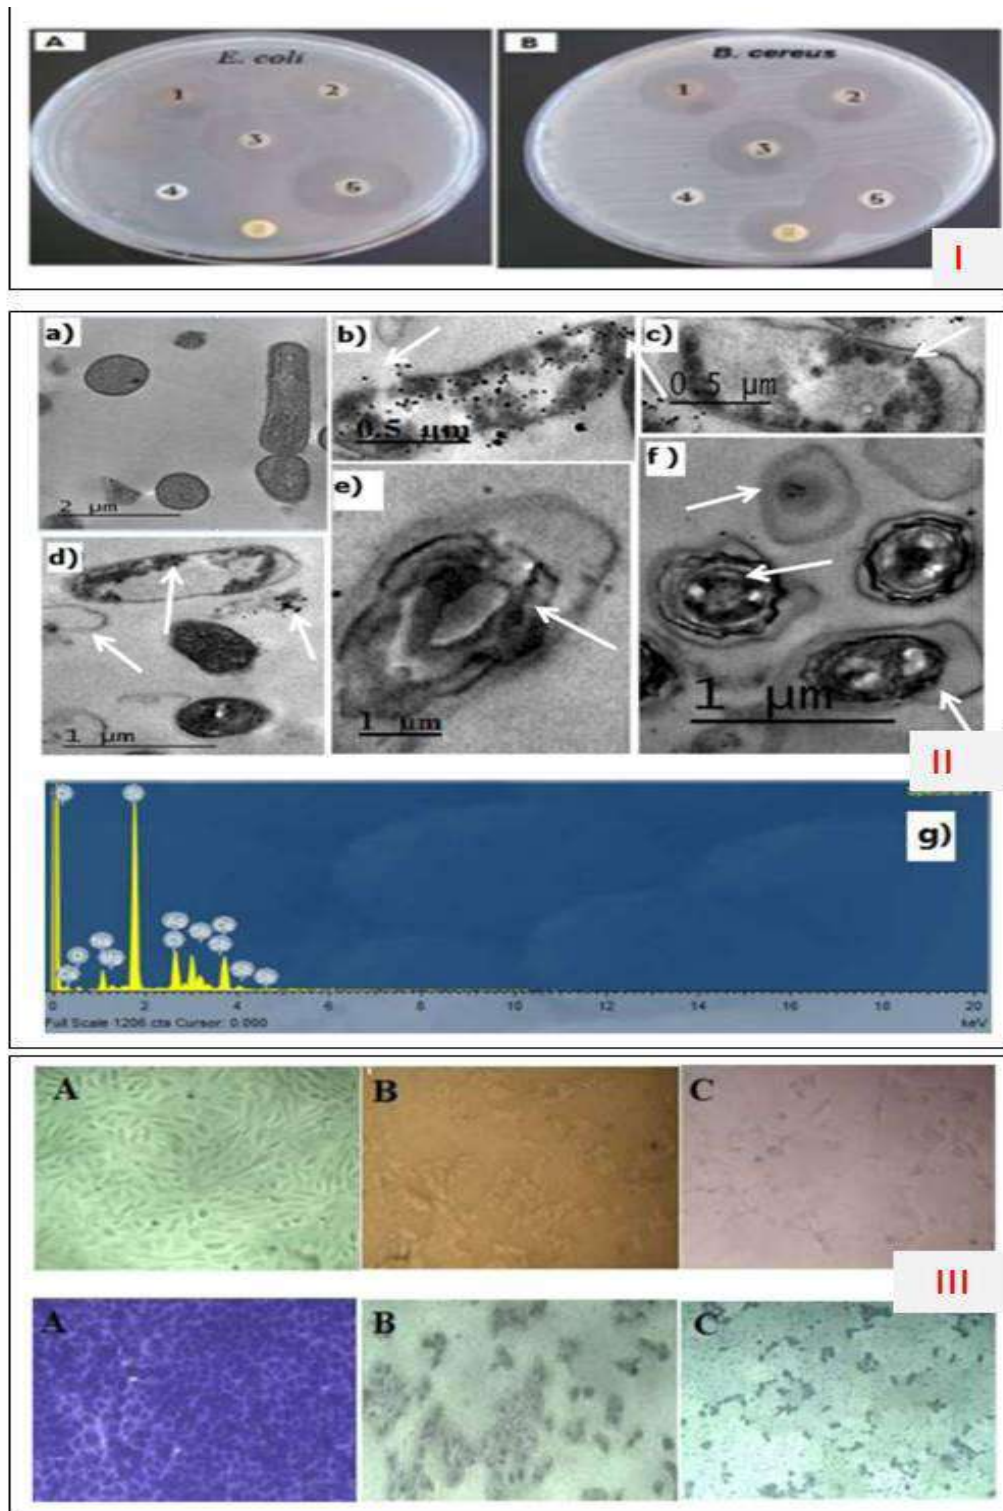 A
E. coli
1
2
3
4
5
B
B. cereus
1
2
3
4
5
I
a)
2 μm
b)
0.5 μm
c)
0.5 μm
d)
1 μm
e)
1 μm
f)
1 μm
II
g)
0 2 4 6 8 10 12 14 16 18 20
Full Scale 1206 cts Cursor: 0.000
keV
A
B
C
III
A
B
C